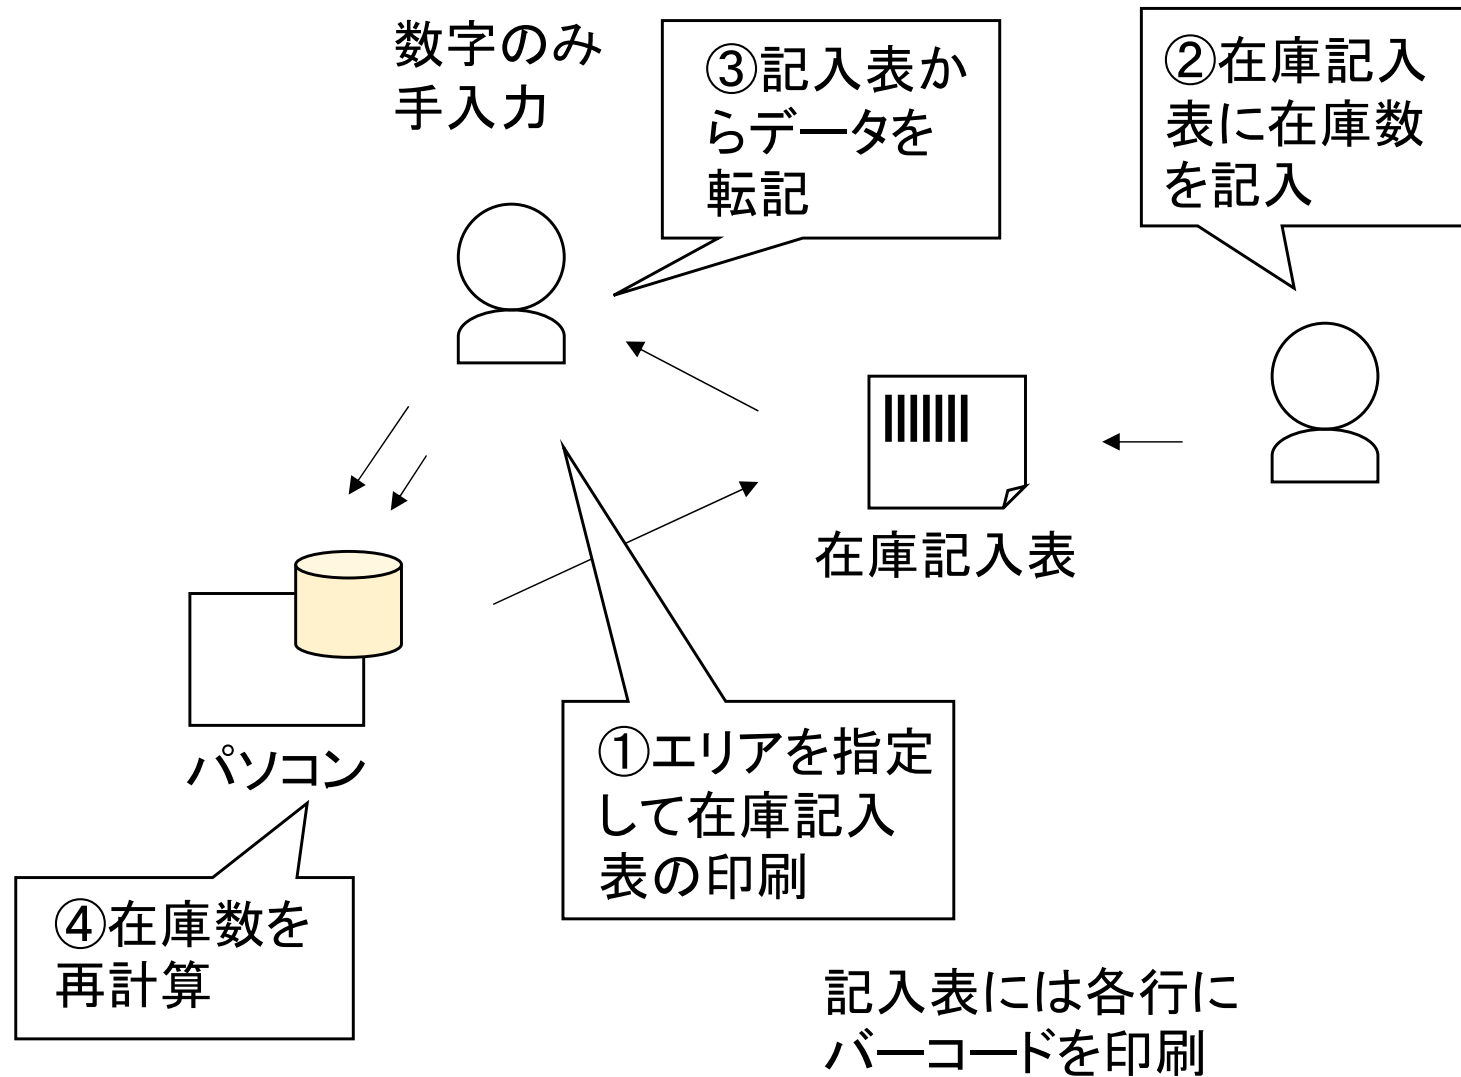 数字のみ
手入力
③記入表か
らデータを
転記
②在庫記入
表に在庫数
を記入
在庫記入表
パソコン
①エリアを指定
して在庫記入
表の印刷
④在庫数を
再計算
記入表には各行に
バーコードを印刷